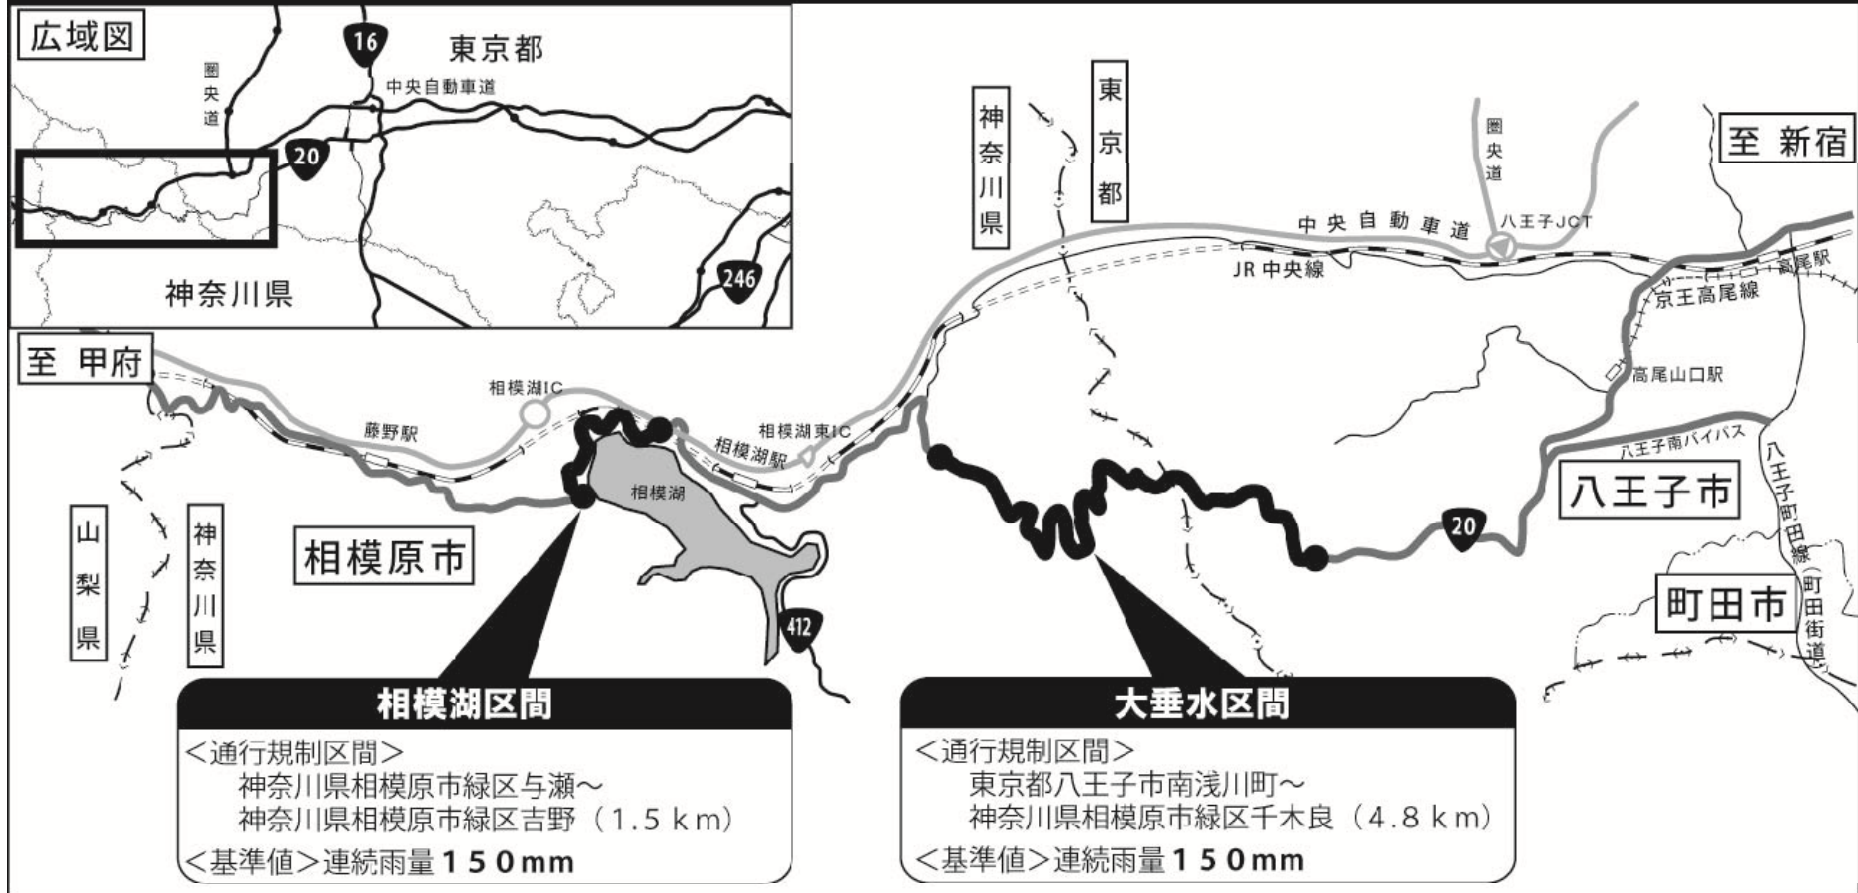 広域図
16
東京都
圏央道
中央自動車道
20
246
神奈川県
神奈川県
東京都
圏央道
至 新宿
中央自動車道
八王子JCT
JR中央線
高尾駅
京王高尾線
至 甲府
相模湖IC
高尾山口駅
藤野駅
相模湖駅
相模湖東IC
八王子南バイパス
相模湖
八王子市
20
山梨県
神奈川県
相模原市
八王子町田線(町田街道
町田市
412
相模湖区間
<通行規制区間>
神奈川県相模原市緑区与瀬~
神奈川県相模原市緑区吉野(1.5km)
<基準値>連続雨量150mm
大垂水区間
<通行規制区間>
東京都八王子市南浅川町~
神奈川県相模原市緑区千木良(4.8km)
<基準値>連続雨量150mm